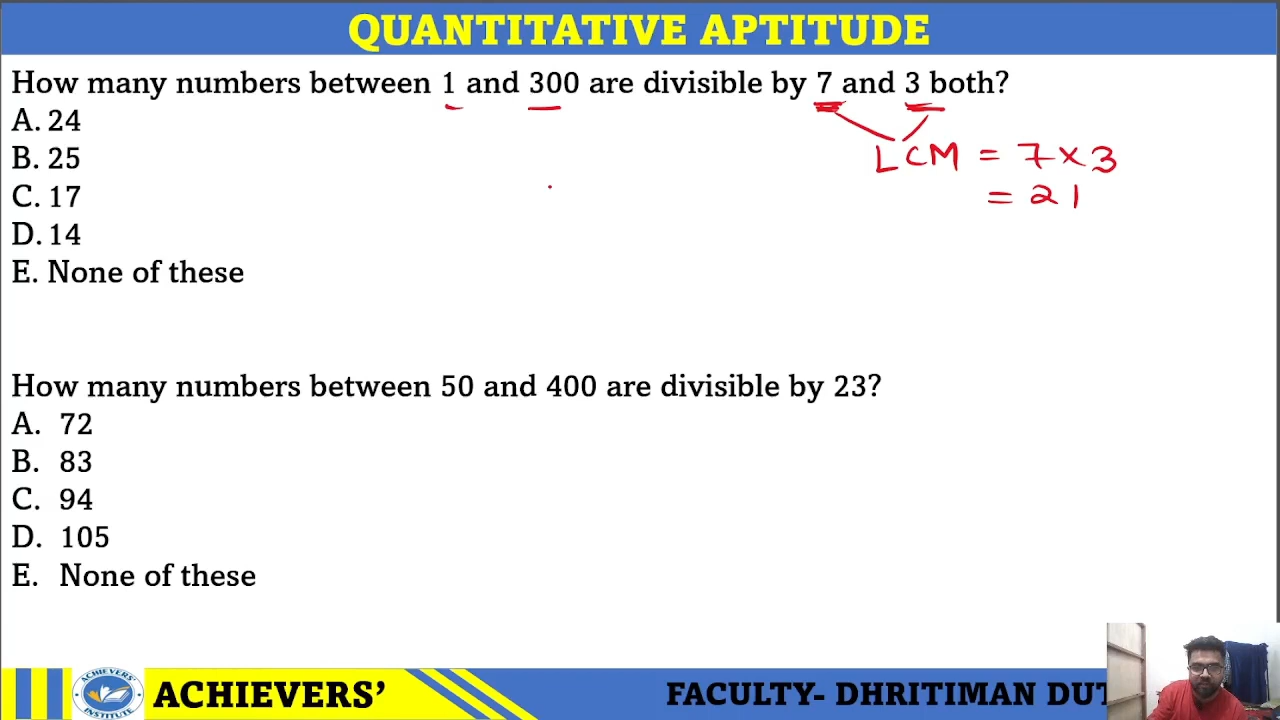 QUANTITATIVE APTITUDE
How many numbers between 1 and 300 are divisible by 7 and 3 both?
A. 24
B. 25
C. 17
D. 14
E. None of these
LCM = 7 × 3
= 21
How many numbers between 50 and 400 are divisible by 23?
A. 72
B. 83
C. 94
D. 105
E. None of these
ACHIEVERS'
INSTITUTE
ACHIEVERS’
FACULTY- DHRITIMAN DUT